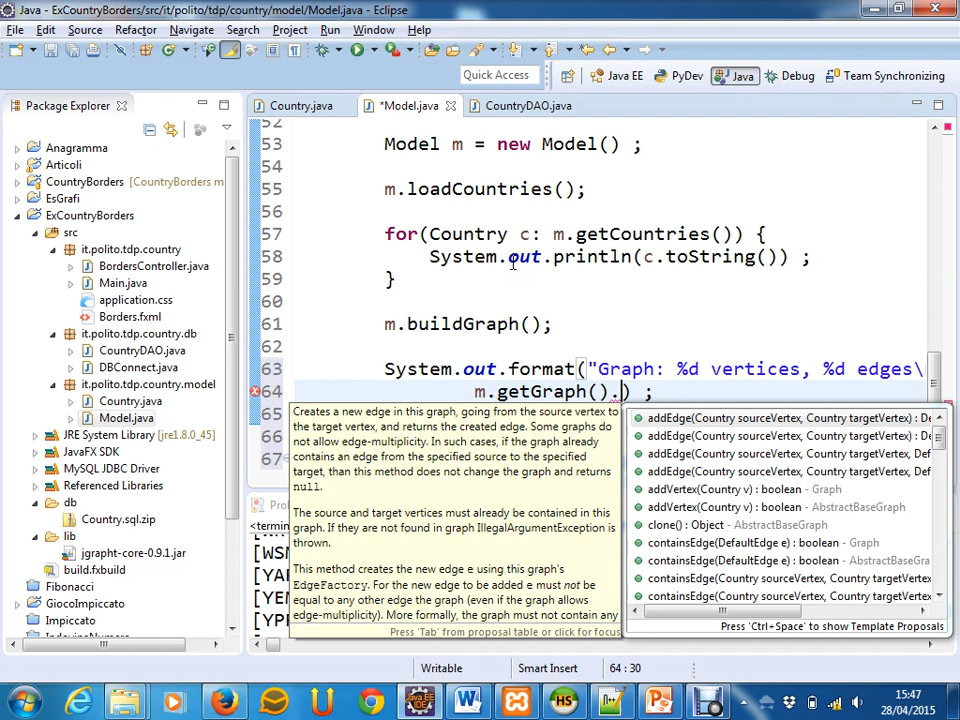 Java - ExCountryBorders/src/it/polito/tdp/country/model/Model.java - Eclipse
File Edit Source Refactor Navigate Search Project Run Window Help
Quick Access Java EE PyDev Java Debug Team Synchronizing
Package Explorer
Country.java *Model.java CountryDAO.java
Anagramma
Articoli
CountryBorders [CountryBorders m
EsGrafi
ExCountryBorders
src
it.polito.tdp.country
BordersController.java
Main.java
application.css
Borders.fxml
it.polito.tdp.country.db
CountryDAO.java
DBConnect.java
it.polito.tdp.country.model
Country.java
Model.java
JRE System Library [jre1.8.0_45]
JavaFX SDK
MySQL JDBC Driver
Referenced Libraries
db
Country.sql.zip
lib
jgrapht-core-0.9.1.jar
build.fxbuild
Fibonacci
GiocoImpiccato
Impiccato
IndovinaNumero
52
53 Model m = new Model() ;
54
55 m.loadCountries();
56
57 for(Country c: m.getCountries()) {
58 System.out.println(c.toString()) ;
59 }
60
61 m.buildGraph();
62
63 System.out.format("Graph: %d vertices, %d edges\
64 m.getGraph().) ;
65
66
67
Creates a new edge in this graph, going from the source vertex to
the target vertex, and returns the created edge. Some graphs do
not allow edge-multiplicity. In such cases, if the graph already
contains an edge from the specified source to the specified
target, than this method does not change the graph and returns
null.
The source and target vertices must already be contained in this
graph. If they are not found in graph IllegalArgumentException is
thrown.
This method creates the new edge e using this graph's
EdgeFactory. For the new edge to be added e must not be
equal to any other edge the graph (even if the graph allows
edge-multiplicity). More formally, the graph must not contain any
Press 'Tab' from proposal table or click for focus
addEdge(Country sourceVertex, Country targetVertex) : De
addEdge(Country sourceVertex, Country targetVertex) : De
addEdge(Country sourceVertex, Country targetVertex, Def
addEdge(Country sourceVertex, Country targetVertex, Def
addVertex(Country v) : boolean - Graph
addVertex(Country v) : boolean - AbstractBaseGraph
clone() : Object - AbstractBaseGraph
containsEdge(DefaultEdge e) : boolean - Graph
containsEdge(DefaultEdge e) : boolean - AbstractBaseGra
containsEdge(Country sourceVertex, Country targetVertex
containsEdge(Country sourceVertex, Country targetVertex
Press 'Ctrl+Space' to show Template Proposals
<termin
[WSM
[YAR
[YEM
[YPF
Writable Smart Insert 64 : 30
15:47
28/04/2015